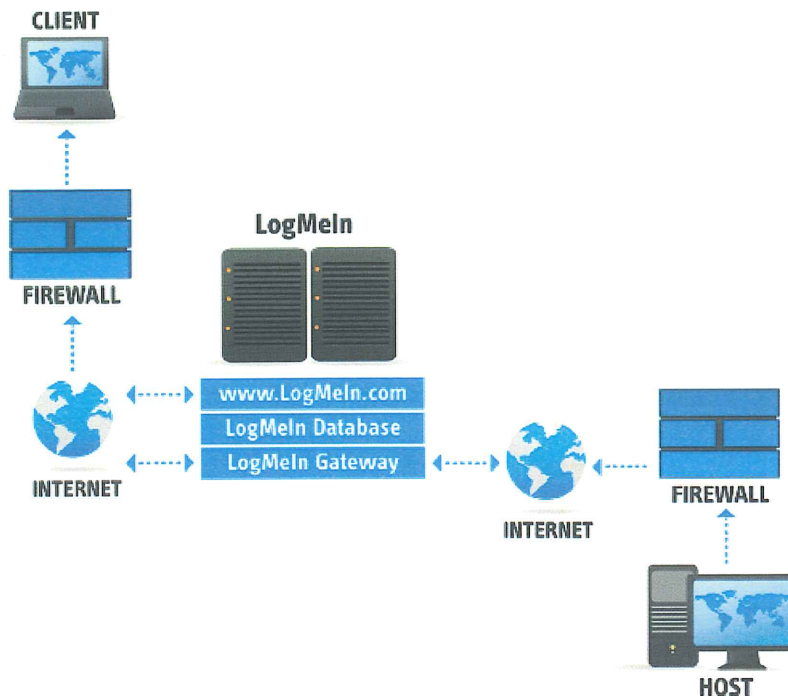 CLIENT
FIREWALL
LogMeIn
www.LogMeIn.com
LogMeIn Database
LogMeIn Gateway
INTERNET
INTERNET
FIREWALL
HOST